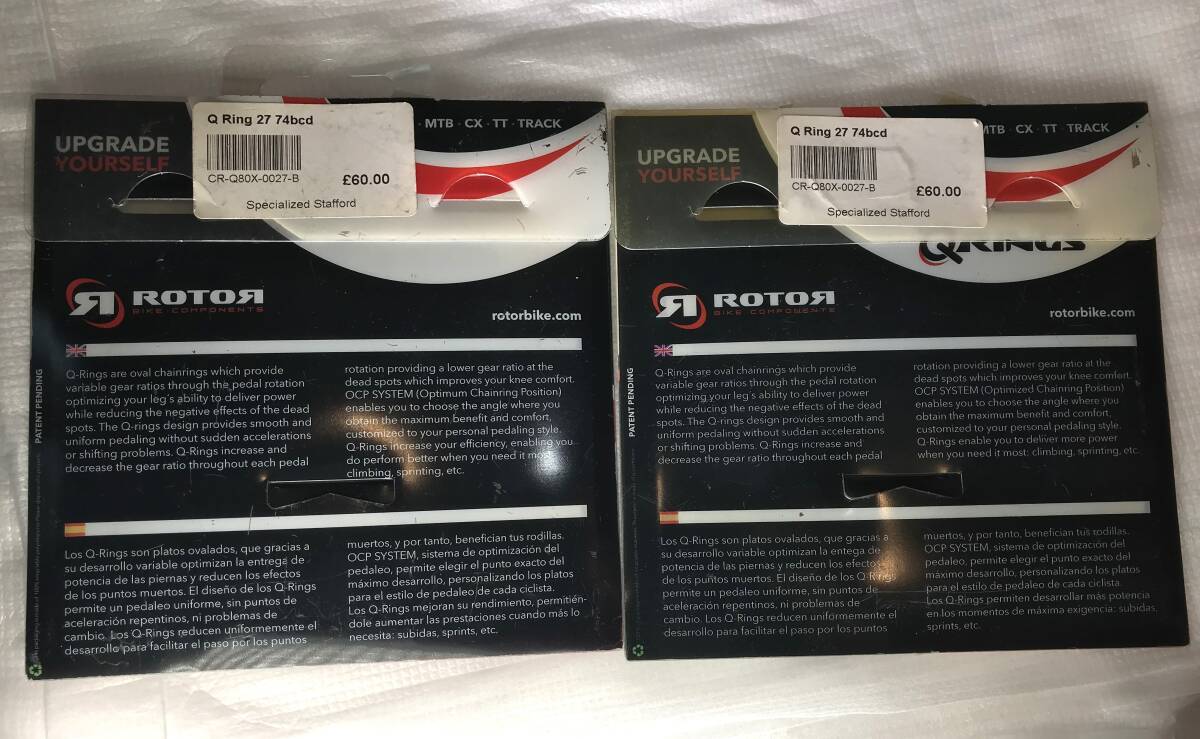 Q Ring 27 74bcd
CR-Q80X-0027-B
£60.00
Specialized Stafford
UPGRADE
YOURSELF
· MTB · CX · TT · TRACK
ROTOR
BIKE COMPONENTS
rotorbike.com
PATENT PENDING
Q-Rings are oval chainrings which provide
variable gear ratios through the pedal rotation
optimizing your leg's ability to deliver power
while reducing the negative effects of the dead
spots. The Q-rings design provides smooth and
uniform pedaling without sudden accelerations
or shifting problems. Q-Rings increase and
decrease the gear ratio throughout each pedal
rotation providing a lower gear ratio at the
dead spots which improves your knee comfort.
OCP SYSTEM (Optimum Chainring Position)
enables you to choose the angle where you
obtain the maximum benefit and comfort,
customized to your personal pedaling style.
Q-Rings increase your efficiency, enabling you
do perform better when you need it most:
climbing, sprinting, etc.
Los Q-Rings son platos ovalados, que gracias a
su desarrollo variable optimizan la entrega de
potencia de las piernas y reducen los efectos
de los puntos muertos. El diseño de los Q-Rings
permite un pedaleo uniforme, sin puntos de
aceleración repentinos, ni problemas de
cambio. Los Q-Rings reducen uniformemente el
desarrollo para facilitar el paso por los puntos
muertos, y por tanto, benefician tus rodillas.
OCP SYSTEM, sistema de optimización del
pedaleo, permite elegir el punto exacto del
máximo desarrollo, personalizando los platos
para el estilo de pedaleo de cada ciclista.
Los Q-Rings mejoran su rendimiento, permitién-
dole aumentar las prestaciones cuando más lo
necesita: subidas, sprints, etc.
Q Ring 27 74bcd
CR-Q80X-0027-B
£60.00
Specialized Stafford
UPGRADE
YOURSELF
MTB · CX · TT · TRACK
QRINGS
ROTOR
BIKE COMPONENTS
rotorbike.com
PATENT PENDING
Q-Rings are oval chainrings which provide
variable gear ratios through the pedal rotation
optimizing your leg's ability to deliver power
while reducing the negative effects of the dead
spots. The Q-rings design provides smooth and
uniform pedaling without sudden accelerations
or shifting problems. Q-Rings increase and
decrease the gear ratio throughout each pedal
rotation providing a lower gear ratio at the
dead spots which improves your knee comfort.
OCP SYSTEM (Optimized Chainring Position)
enables you to choose the angle where you
obtain the maximum benefit and comfort,
customized to your personal pedaling style.
Q-Rings enable you to deliver more power
when you need it most: climbing, sprinting, etc.
Los Q-Rings son platos ovalados, que gracias a
su desarrollo variable optimizan la entega de
potencia de las piernas y reducen los efectos
de los puntos muertos. El diseño de los Q-Rings
permite un pedaleo uniforme, sin puntos de
aceleración repentinos, ni problemas de
cambio. Los Q-Rings reducen uniformemente el
desarrollo para facilitar el paso por los puntos
muertos, y por tanto, benefician tus rodillas.
OCP SYSTEM, sistema de optimización del
pedaleo, permite elegir el punto exacto del
máximo desarrollo, personalizando los platos
para el estilo de pedaleo de cada ciclista.
Los Q-Rings permiten desarrollar más potencia
en los momentos de máxima exigencia: subidas,
sprints, etc.